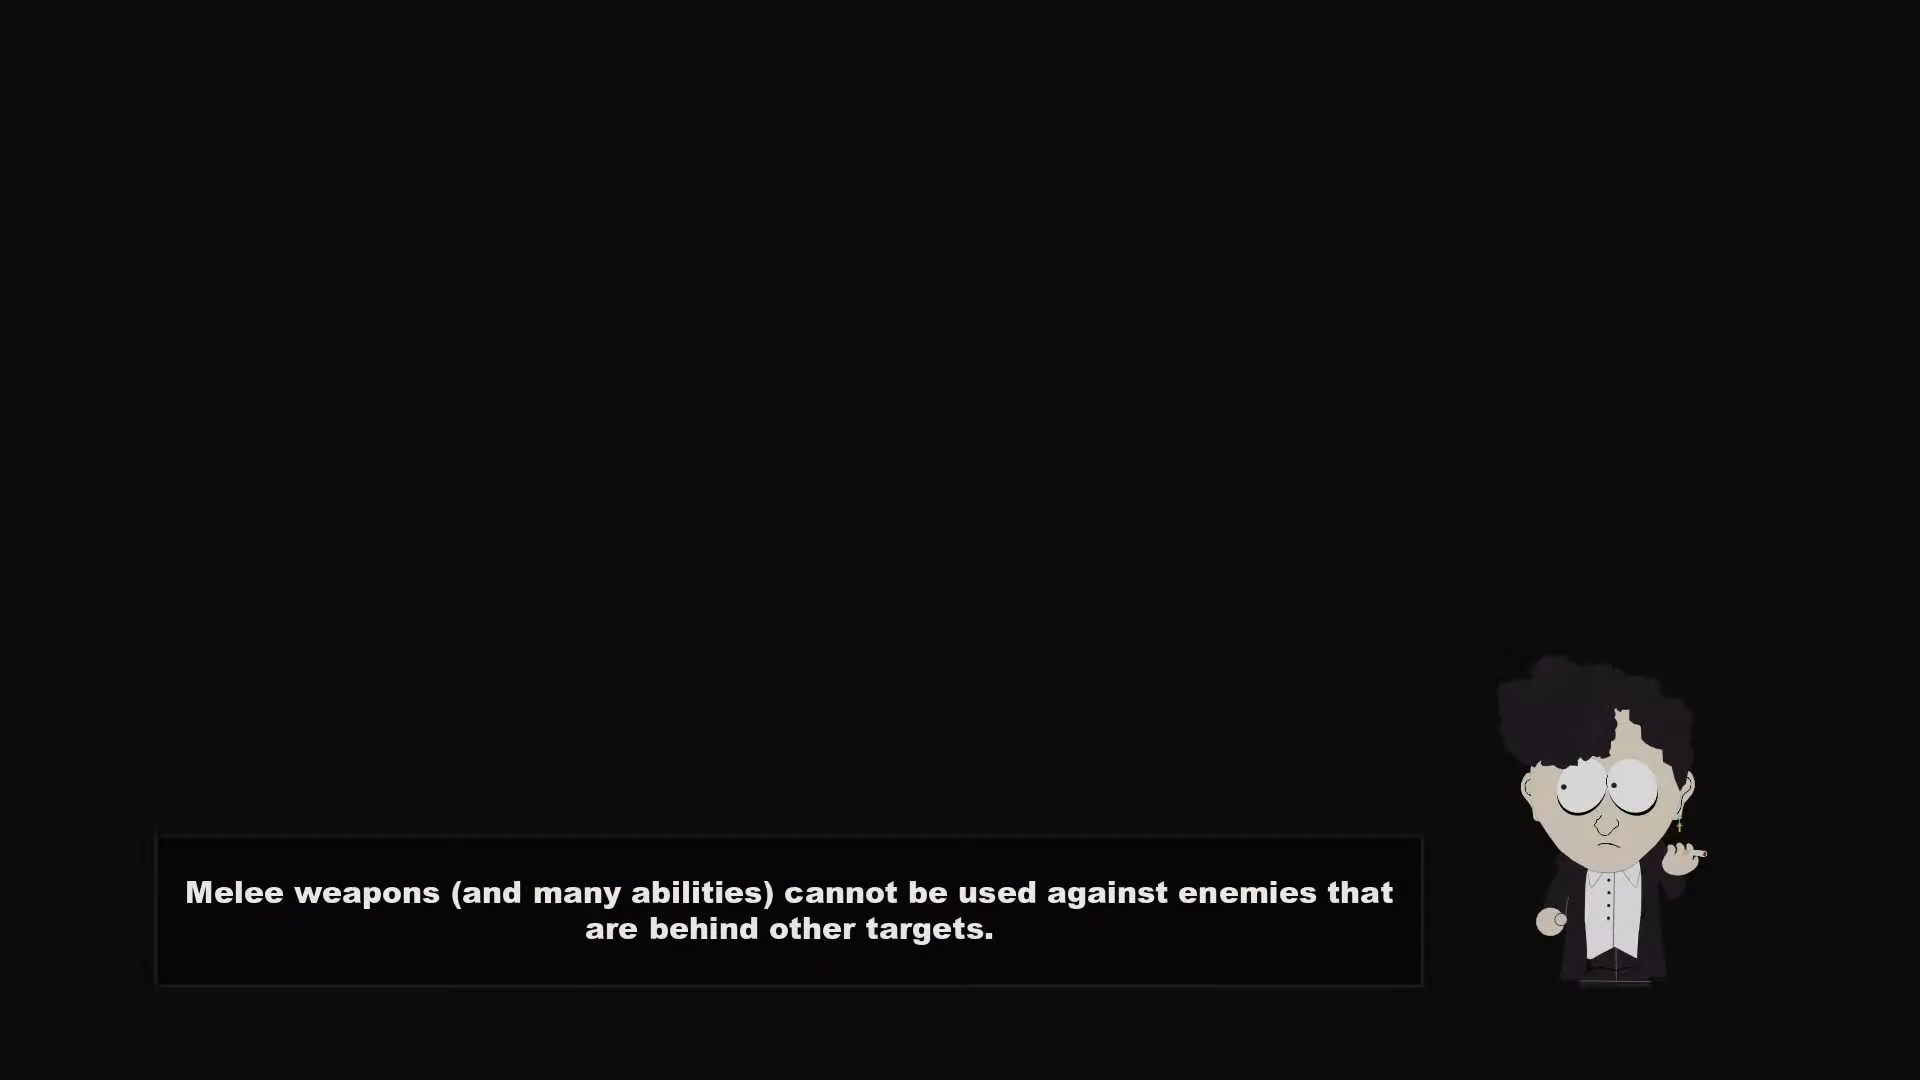 Melee weapons (and many abilities) cannot be used against enemies that
are behind other targets.